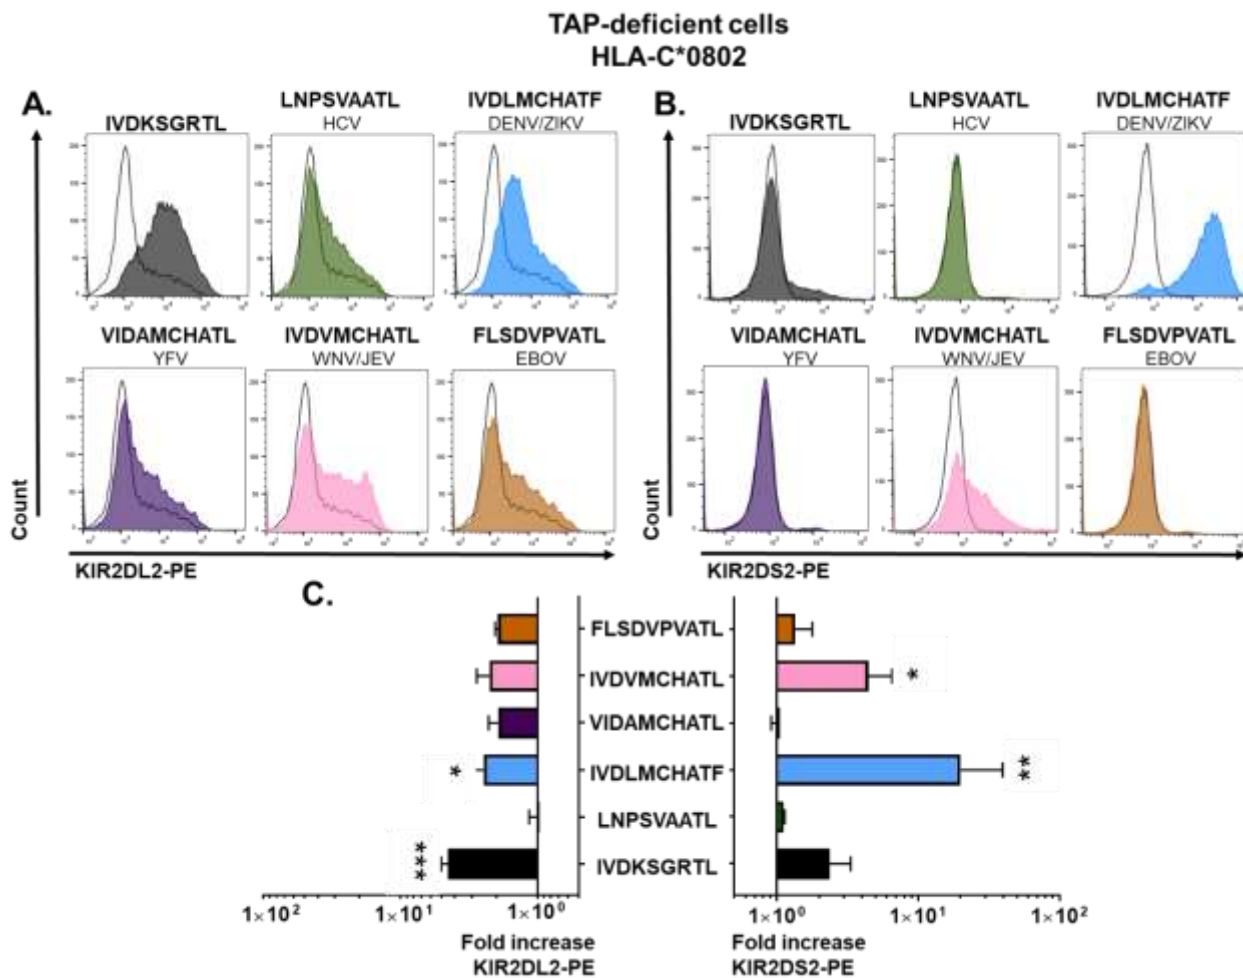 TAP-deficient cells
HLA-C*0802
A.
IVDKSGRTL
LNPSVAATL
HCV
IVDLMCHATF
DENV/ZIKV
VIDAMCHATL
YFV
IVDVMCHATL
WNV/JEV
FLSDVPVATL
EBOV
Count
KIR2DL2-PE
B.
IVDKSGRTL
LNPSVAATL
HCV
IVDLMCHATF
DENV/ZIKV
VIDAMCHATL
YFV
IVDVMCHATL
WNV/JEV
FLSDVPVATL
EBOV
Count
KIR2DS2-PE
C.
FLSDVPVATL
IVDVMCHATL
*
VIDAMCHATL
* IVDLMCHATF **
LNPSVAATL
*** IVDKSGRTL
1×10² 1×10¹ 1×10⁰
Fold increase
KIR2DL2-PE
1×10⁰ 1×10¹ 1×10²
Fold increase
KIR2DS2-PE